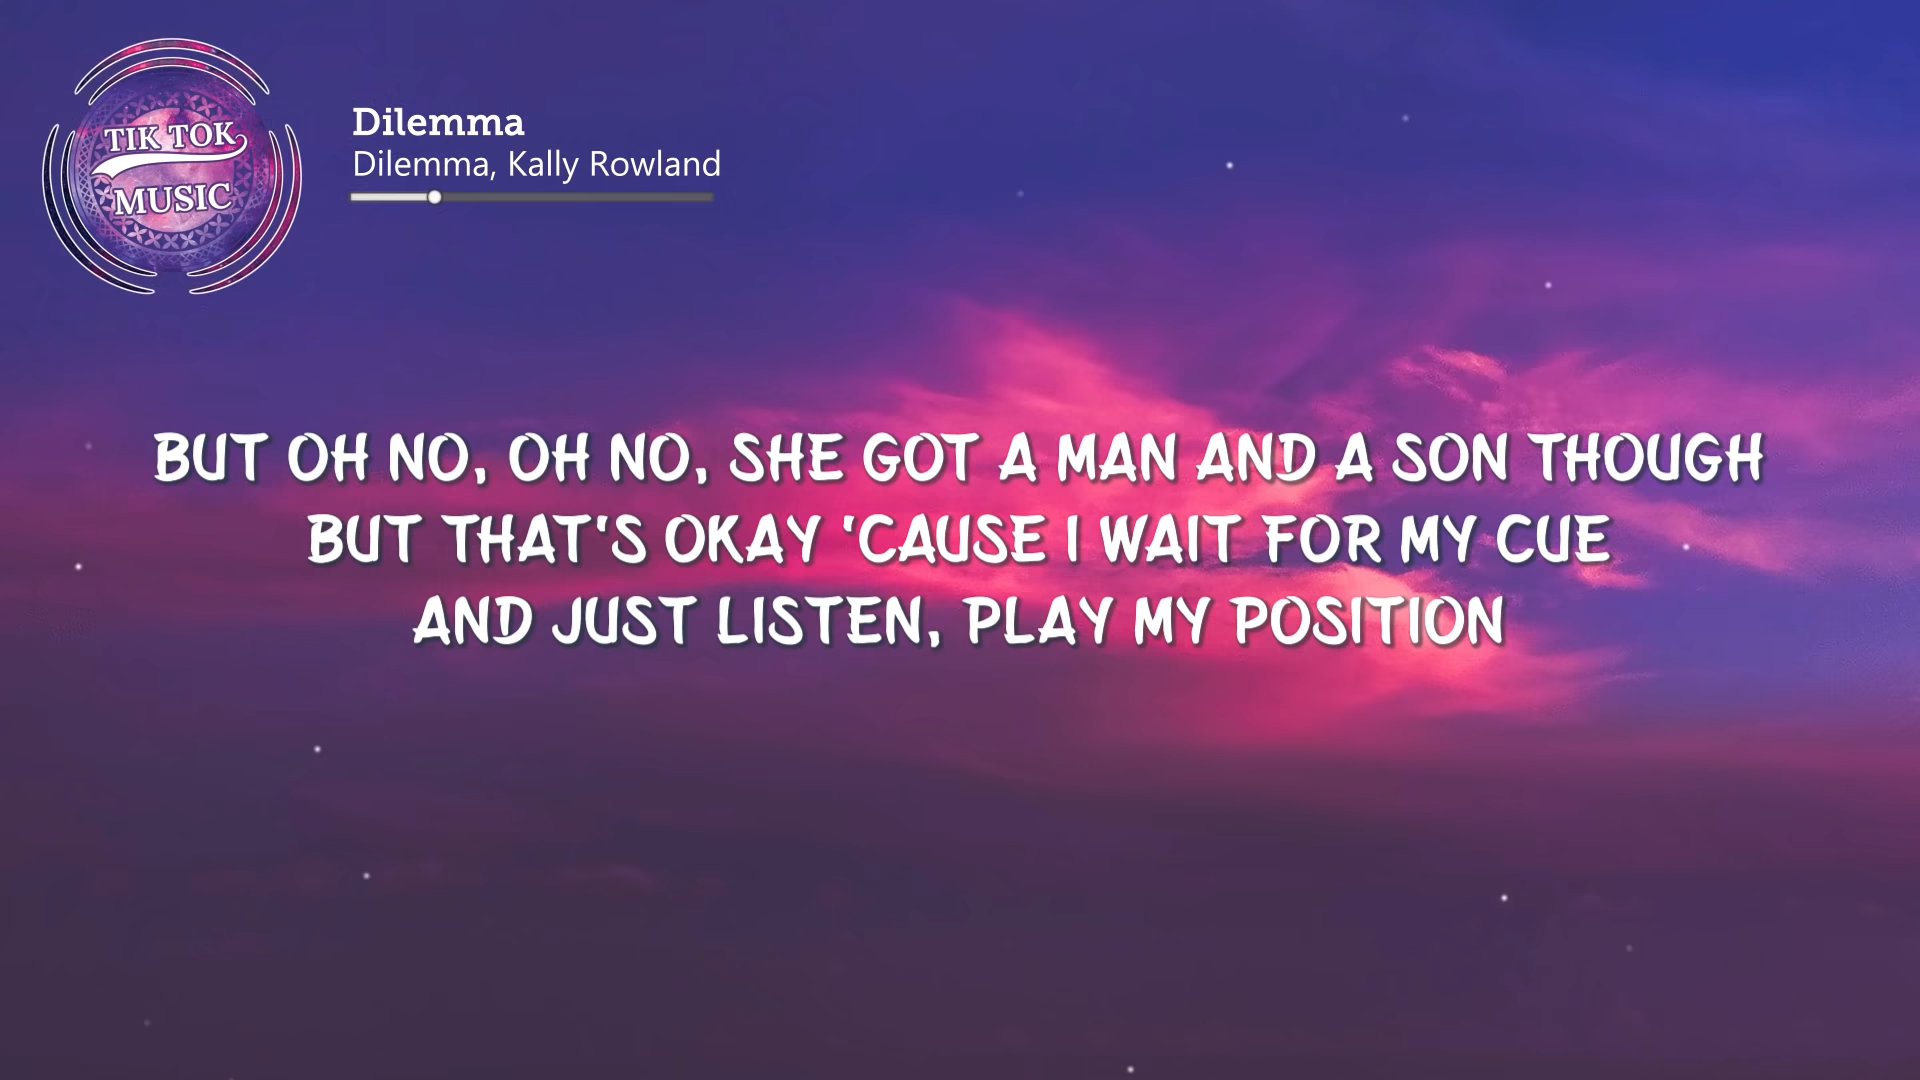 TIK TOK
MUSIC
Dilemma
Dilemma, Kally Rowland
BUT OH NO, OH NO, SHE GOT A MAN AND A SON THOUGH
BUT THAT'S OKAY 'CAUSE I WAIT FOR MY CUE
AND JUST LISTEN, PLAY MY POSITION